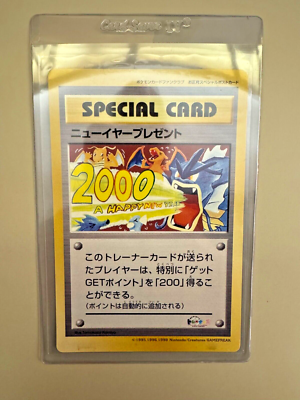 SPECIAL CARD
ニューイヤープレゼント
2000
A HAPPY NEW YEAR
このトレーナーカードが送ら
れたプレイヤーは、特別に「ゲット
GETポイント」を「200」得るこ
とができる。
(ポイントは自動的に追加される)